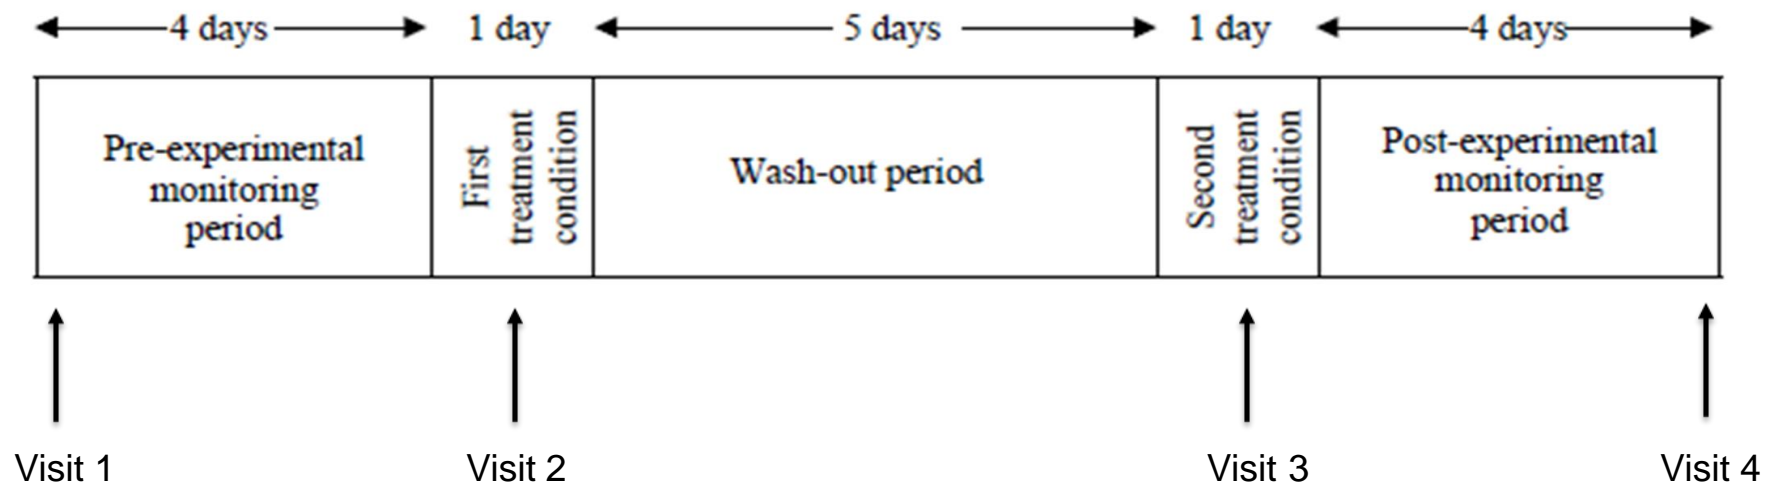 4 days
1 day
5 days
1 day
4 days
Pre-experimental
monitoring
period
First
treatment
condition
Wash-out period
Second
treatment
condition
Post-experimental
monitoring
period
Visit 1
Visit 2
Visit 3
Visit 4